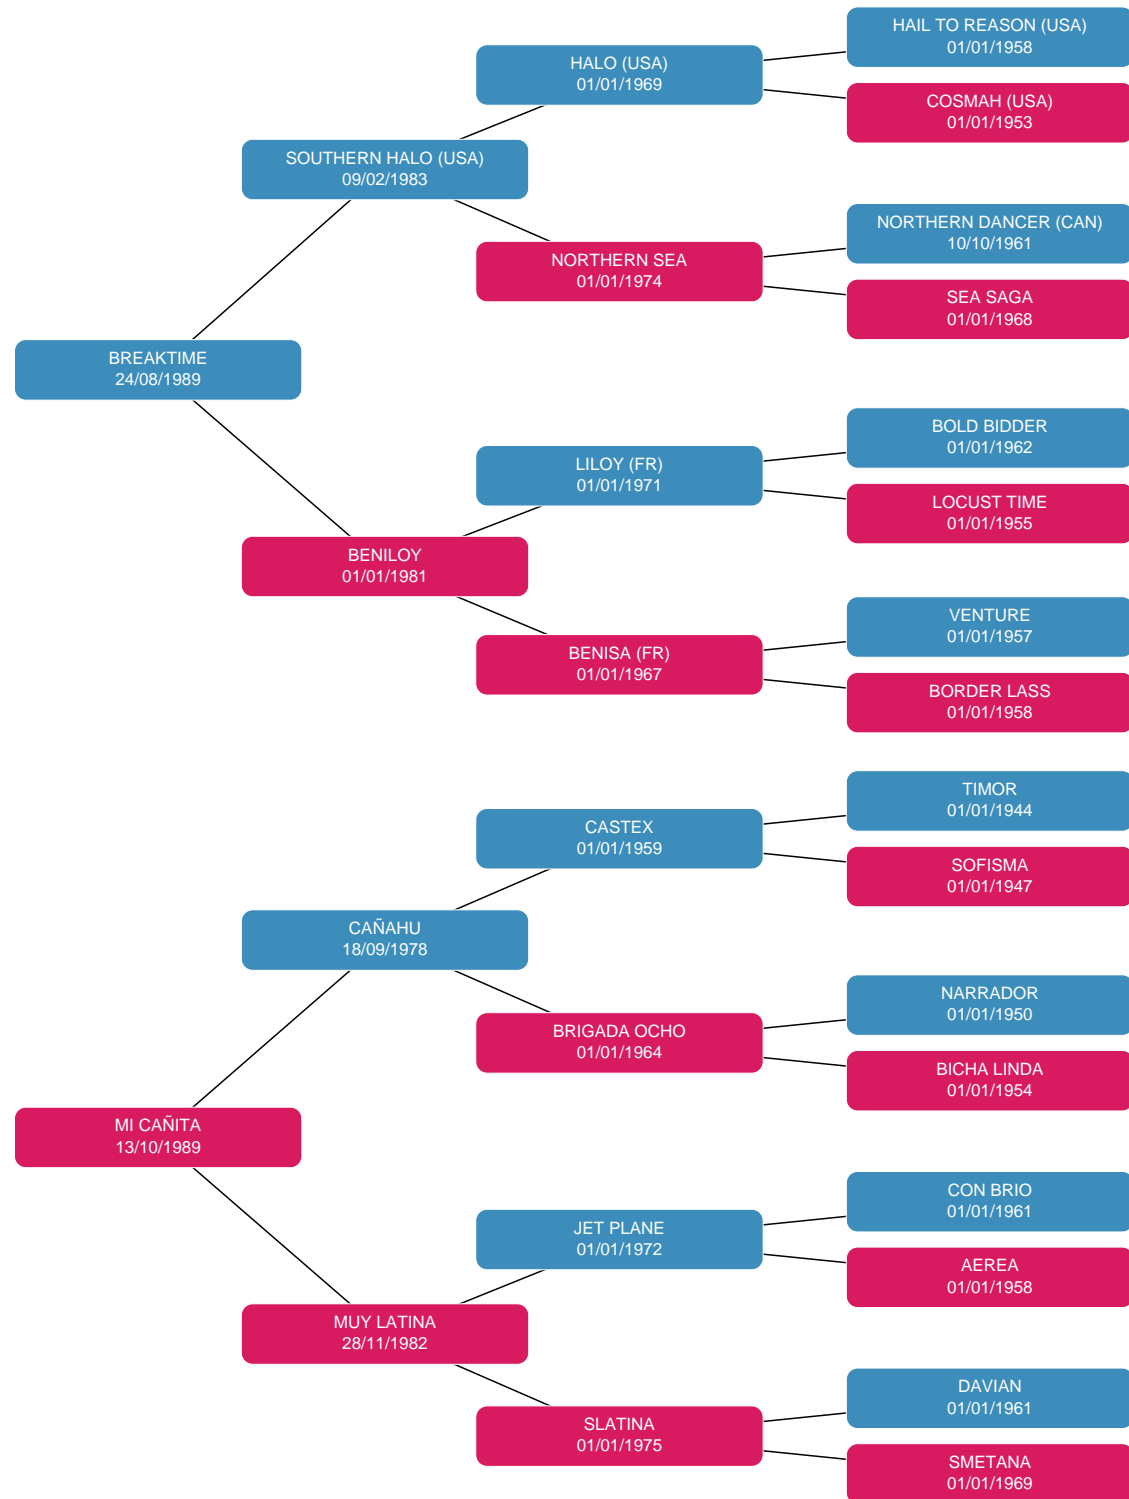 HAIL TO REASON (USA)
01/01/1958
HALO (USA)
01/01/1969
COSMAH (USA)
01/01/1953
SOUTHERN HALO (USA)
09/02/1983
NORTHERN DANCER (CAN)
10/10/1961
NORTHERN SEA
01/01/1974
SEA SAGA
01/01/1968
BREAKTIME
24/08/1989
BOLD BIDDER
01/01/1962
LILOY (FR)
01/01/1971
LOCUST TIME
01/01/1955
BENILOY
01/01/1981
VENTURE
01/01/1957
BENISA (FR)
01/01/1967
BORDER LASS
01/01/1958
TIMOR
01/01/1944
CASTEX
01/01/1959
SOFISMA
01/01/1947
CAÑAHU
18/09/1978
NARRADOR
01/01/1950
BRIGADA OCHO
01/01/1964
BICHA LINDA
01/01/1954
MI CAÑITA
13/10/1989
CON BRIO
01/01/1961
JET PLANE
01/01/1972
AEREA
01/01/1958
MUY LATINA
28/11/1982
DAVIAN
01/01/1961
SLATINA
01/01/1975
SMETANA
01/01/1969